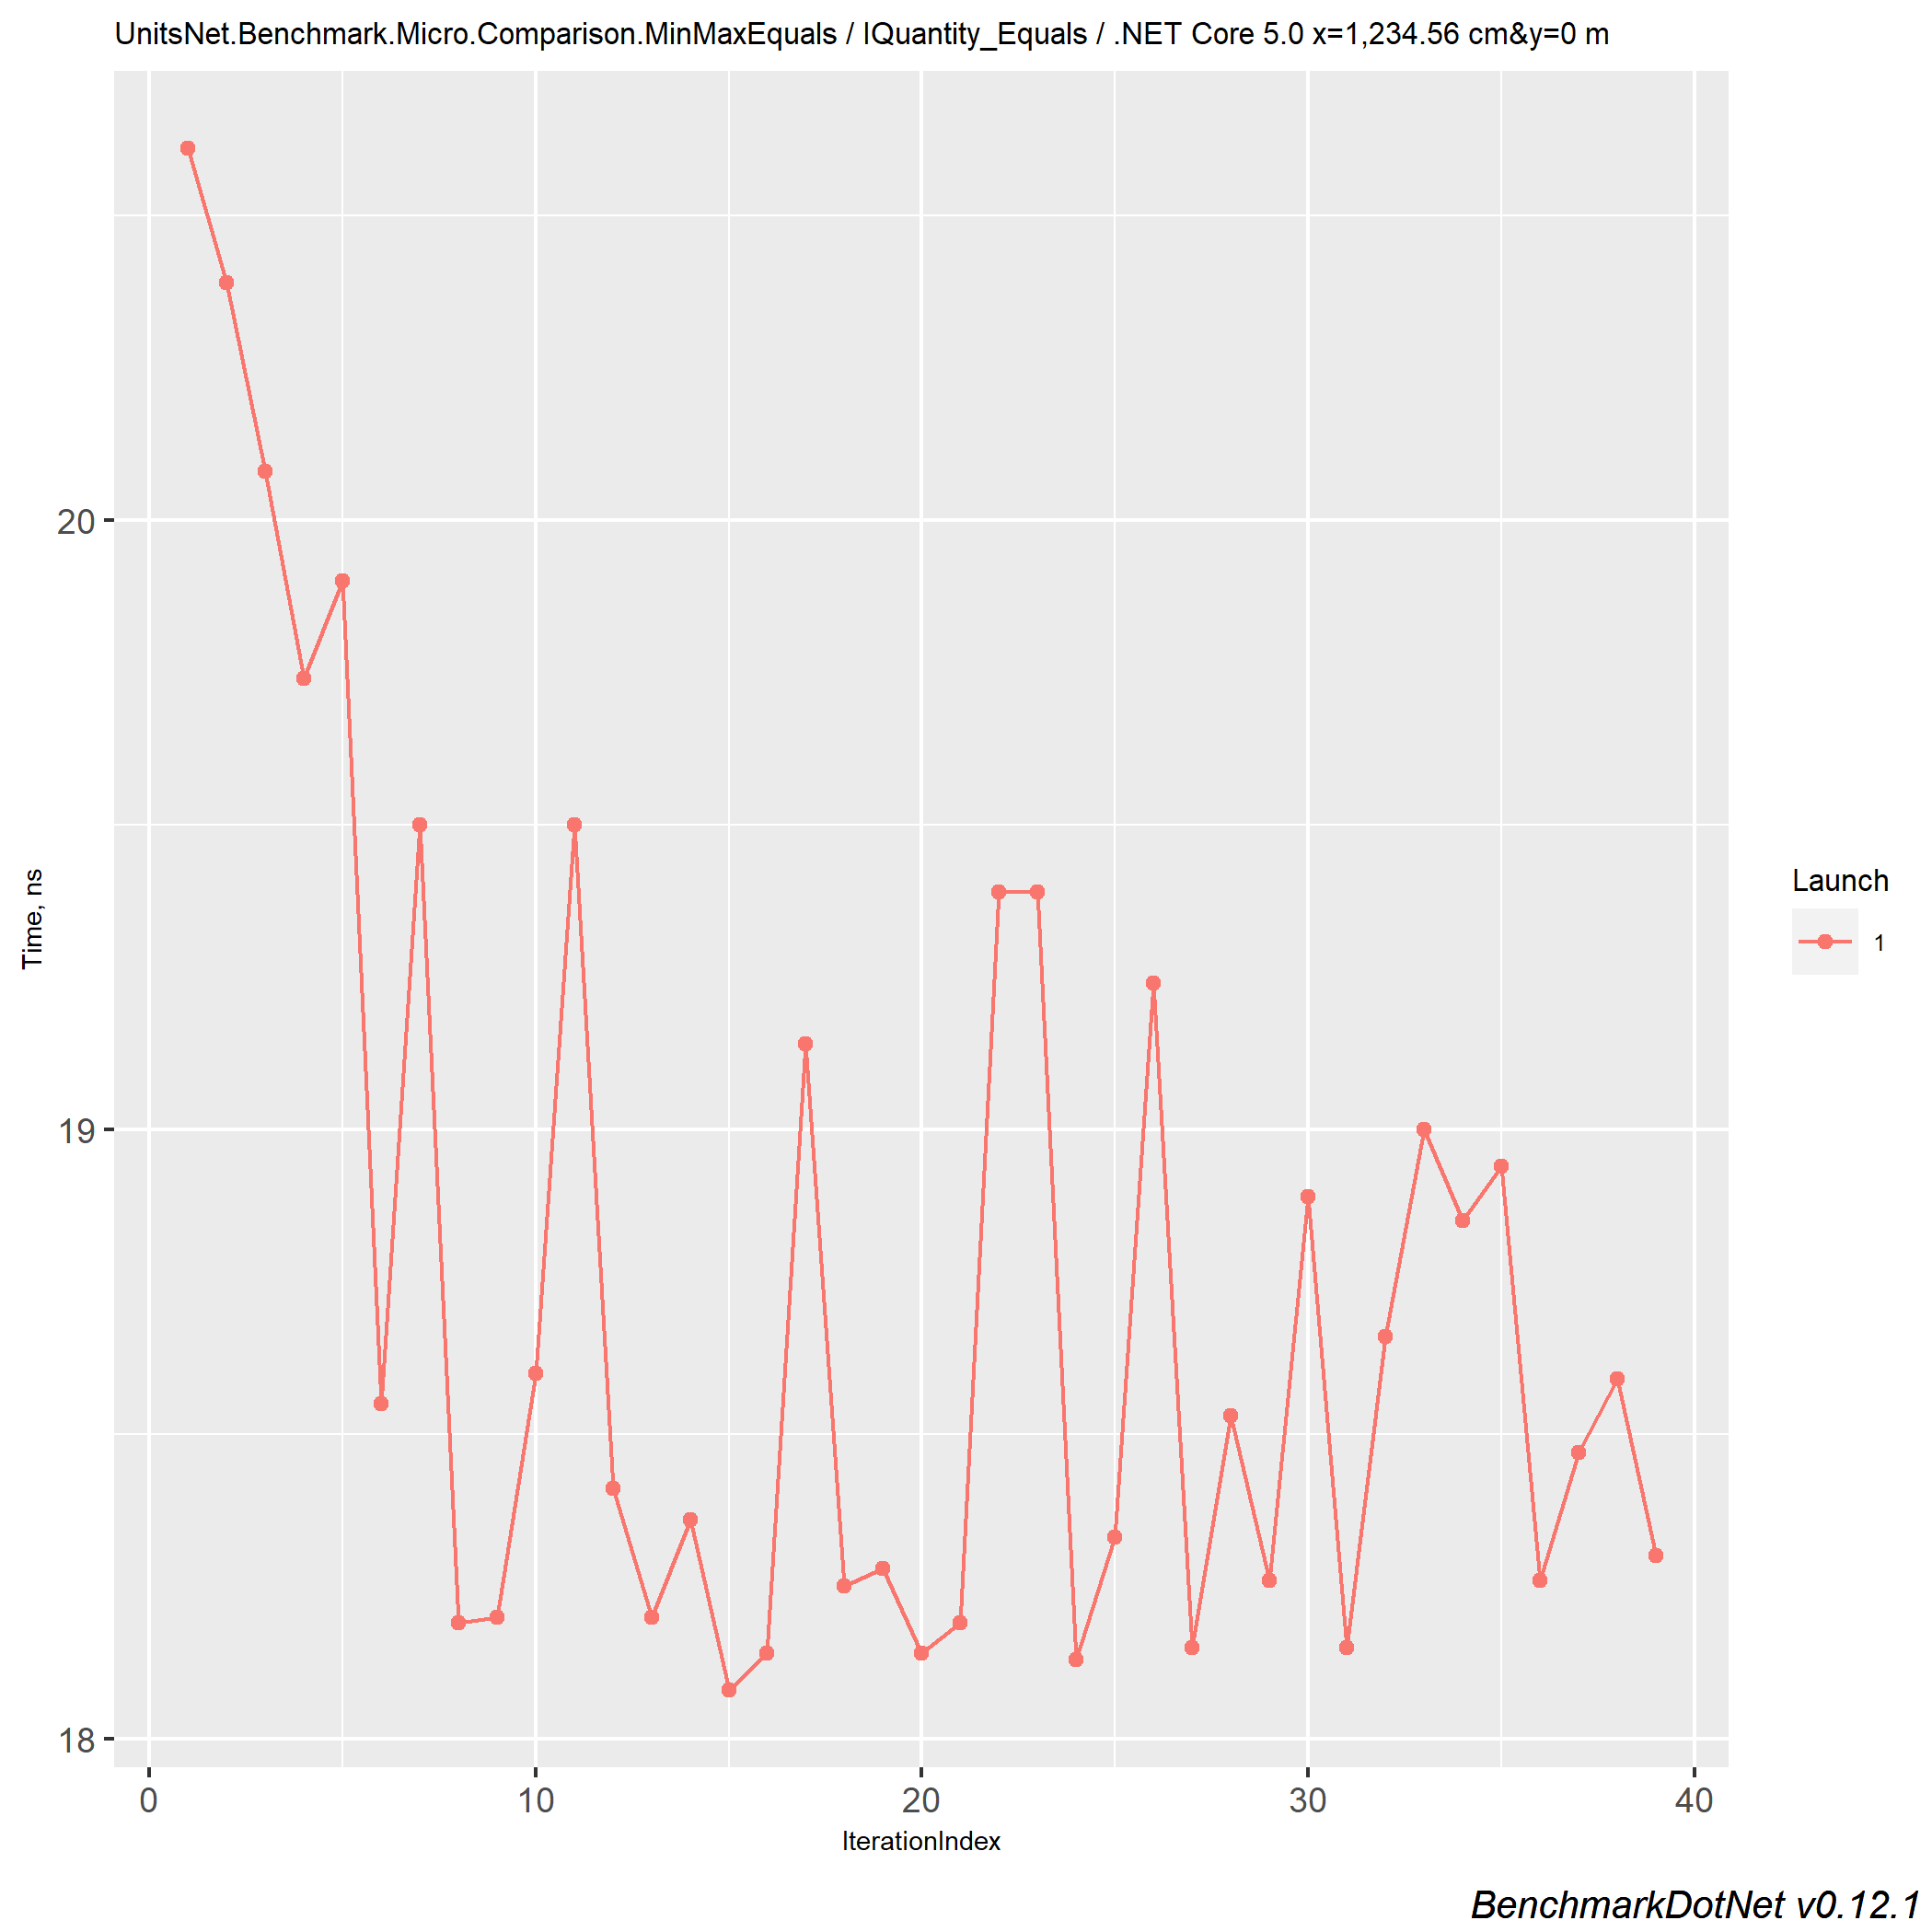 UnitsNet.Benchmark.Micro.Comparison.MinMaxEquals / IQuantity_Equals / .NET Core 5.0 x=1,234.56 cm&y=0 m
20
19
18
Time, ns
0 10 20 30 40
IterationIndex
Launch
1
BenchmarkDotNet v0.12.1